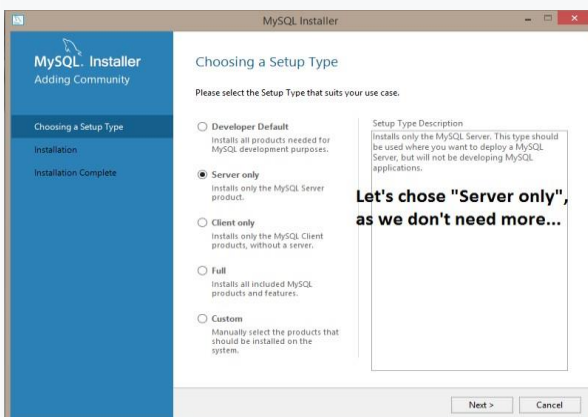 MySQL Installer
MySQL. Installer
Adding Community
Choosing a Setup Type
Installation
Installation Complete
Choosing a Setup Type
Please select the Setup Type that suits your use case.
Developer Default
Installs all products needed for
MySQL development purposes.
Server only
Installs only the MySQL Server
product.
Client only
Installs only the MySQL Client
products, without a server.
Full
Installs all included MySQL
products and features.
Custom
Manually select the products that
should be installed on the
system.
Setup Type Description
Installs only the MySQL Server. This type should
be used where you want to deploy a MySQL
Server, but will not be developing MySQL
applications.
Let's chose "Server only",
as we don't need more...
Next >
Cancel